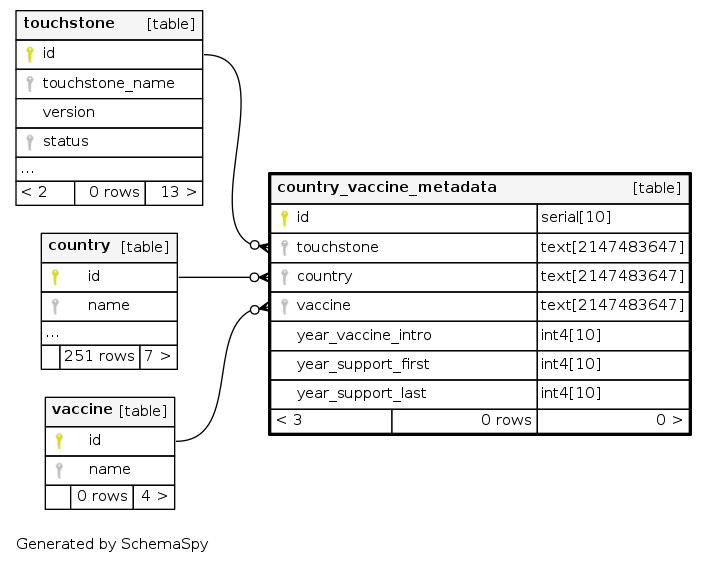 touchstone [table]
id
touchstone_name
version
status
...
< 2 0 rows 13 >
country [table]
id
name
...
251 rows 7 >
vaccine [table]
id
name
0 rows 4 >
country_vaccine_metadata [table]
id serial[10]
touchstone text[2147483647]
country text[2147483647]
vaccine text[2147483647]
year_vaccine_intro int4[10]
year_support_first int4[10]
year_support_last int4[10]
< 3 0 rows 0 >
Generated by SchemaSpy